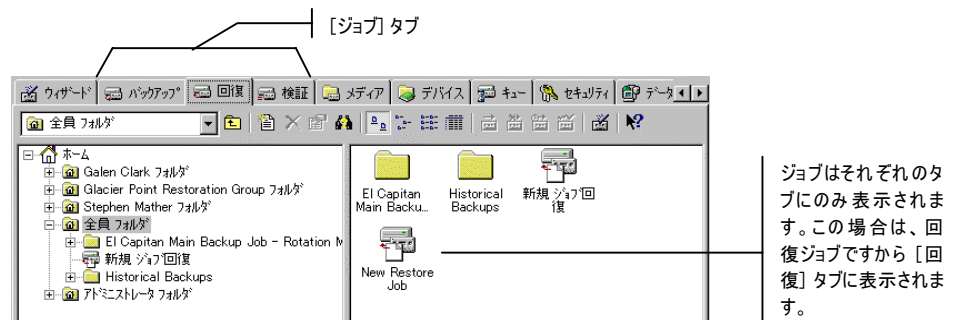 [ジョブ] タブ
ウィザード バックアップ 回復 検証 メディア デバイス キュー セキュリティ データ
全員 フォルダ
ホーム
Galen Clark フォルダ
Glacier Point Restoration Group フォルダ
Stephen Mather フォルダ
全員 フォルダ
El Capitan Main Backup Job - Rotation M
新規 ジョブ回復
Historical Backups
アドミニストレータ フォルダ
El Capitan
Main Backu...
Historical
Backups
新規 ジョブ回
復
New Restore
Job
ジョブはそれぞれのタ
ブにのみ表示されま
す。この場合は、回
復ジョブですから [回
復] タブに表示されま
す。